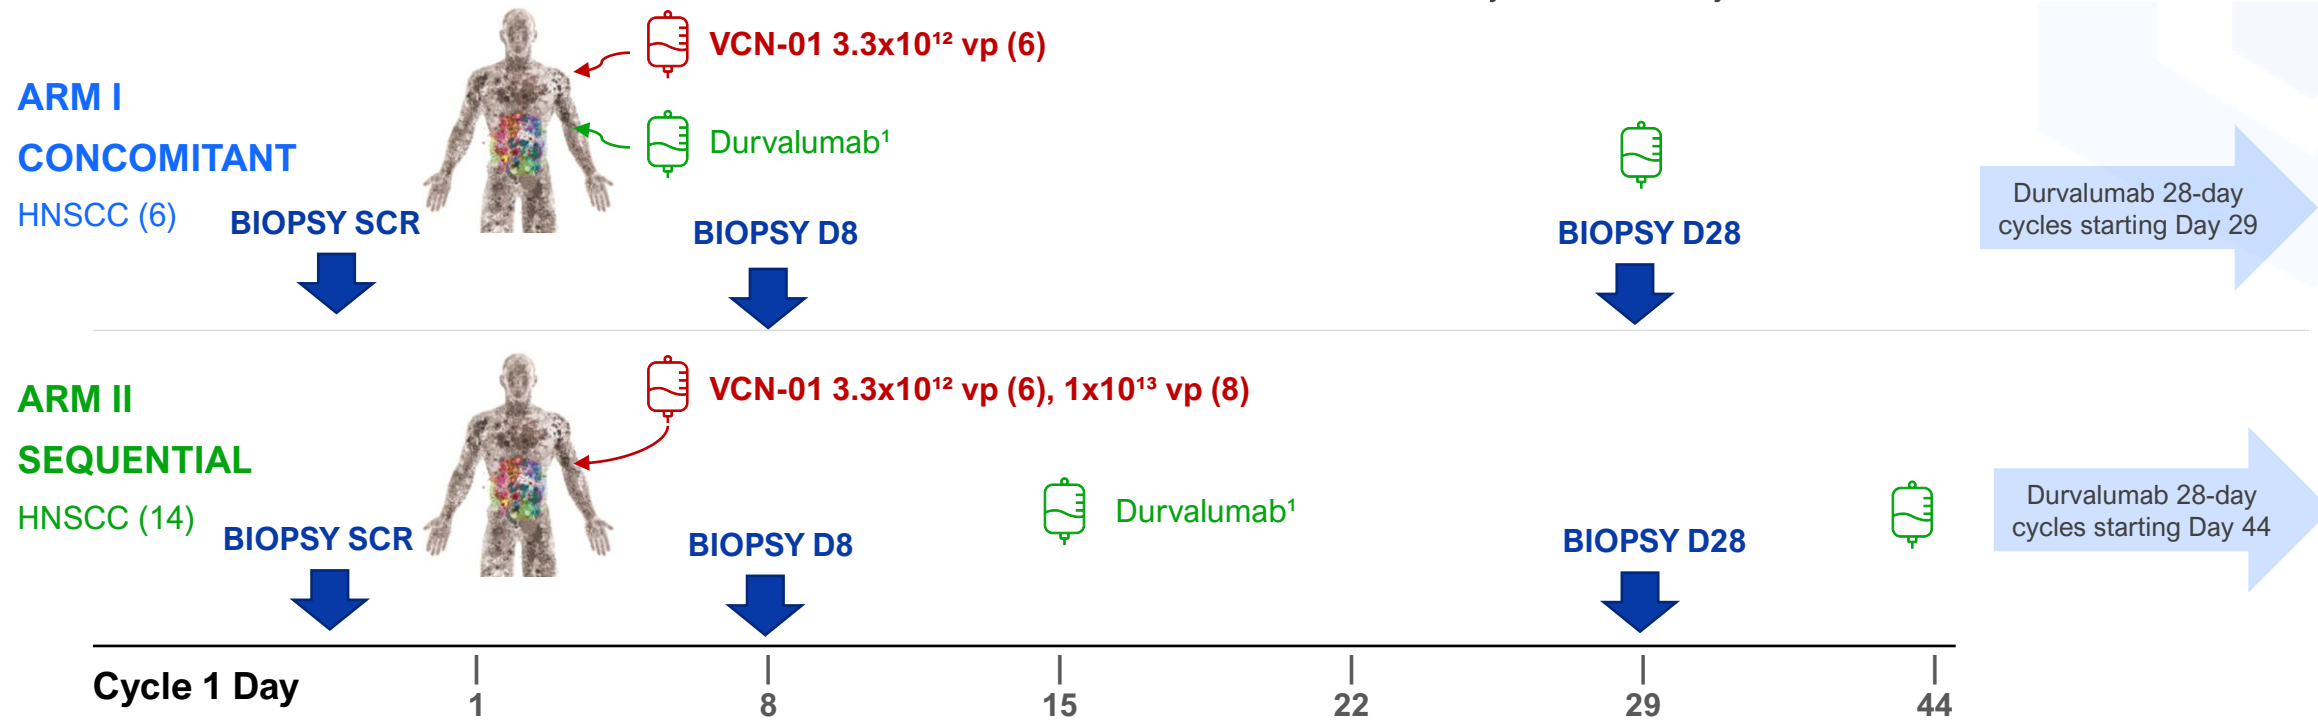 VCN-01 3.3x10¹² vp (6)
ARM I
CONCOMITANT
HNSCC (6)
Durvalumab¹
BIOPSY SCR
BIOPSY D8
BIOPSY D28
Durvalumab 28-day
cycles starting Day 29
ARM II
SEQUENTIAL
HNSCC (14)
VCN-01 3.3x10¹² vp (6), 1x10¹³ vp (8)
Durvalumab¹
BIOPSY SCR
BIOPSY D8
BIOPSY D28
Durvalumab 28-day
cycles starting Day 44
Cycle 1 Day
1 8 15 22 29 44